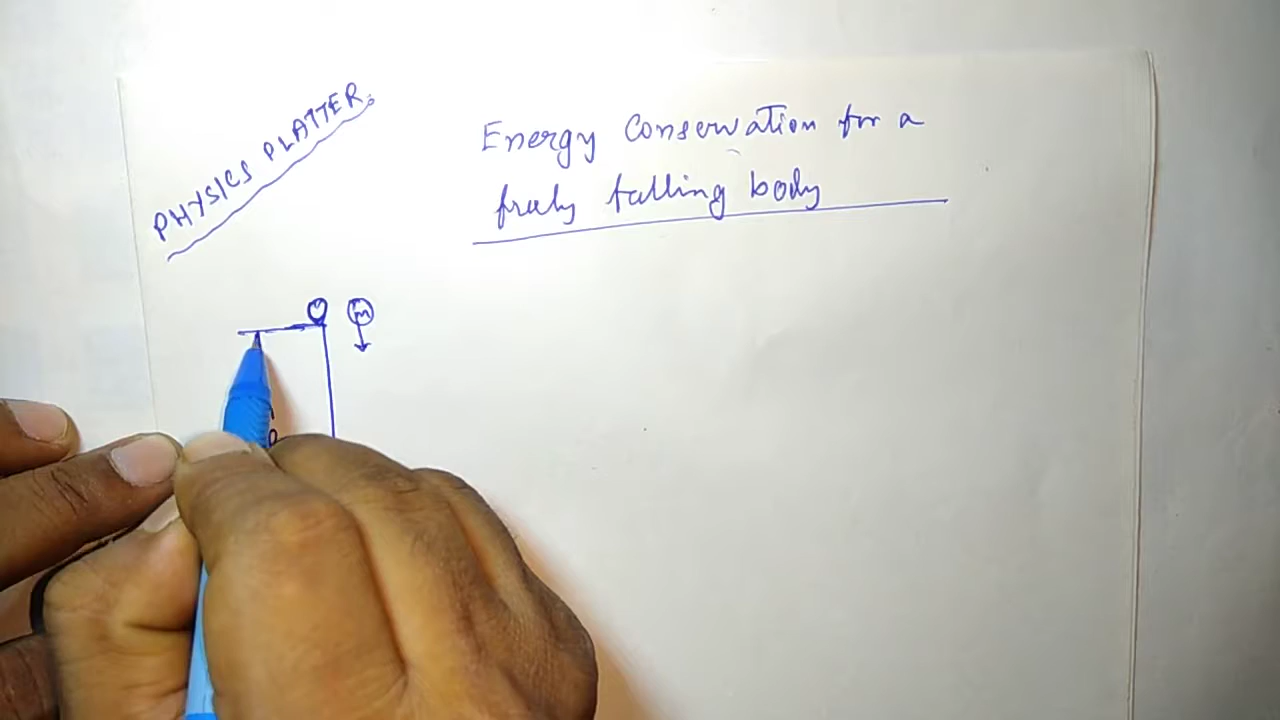 PHYSICS PLATTER.
Energy Conservation for a
freely falling body
m